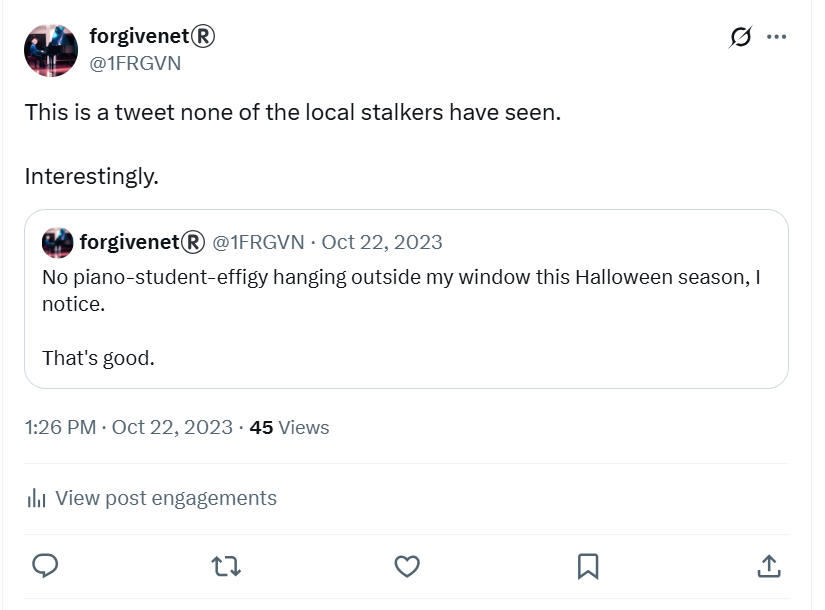 forgivenet®
@1FRGVN
This is a tweet none of the local stalkers have seen.
Interestingly.
forgivenet® @1FRGVN · Oct 22, 2023
No piano-student-effigy hanging outside my window this Halloween season, I
notice.
That's good.
1:26 PM · Oct 22, 2023 · 45 Views
View post engagements